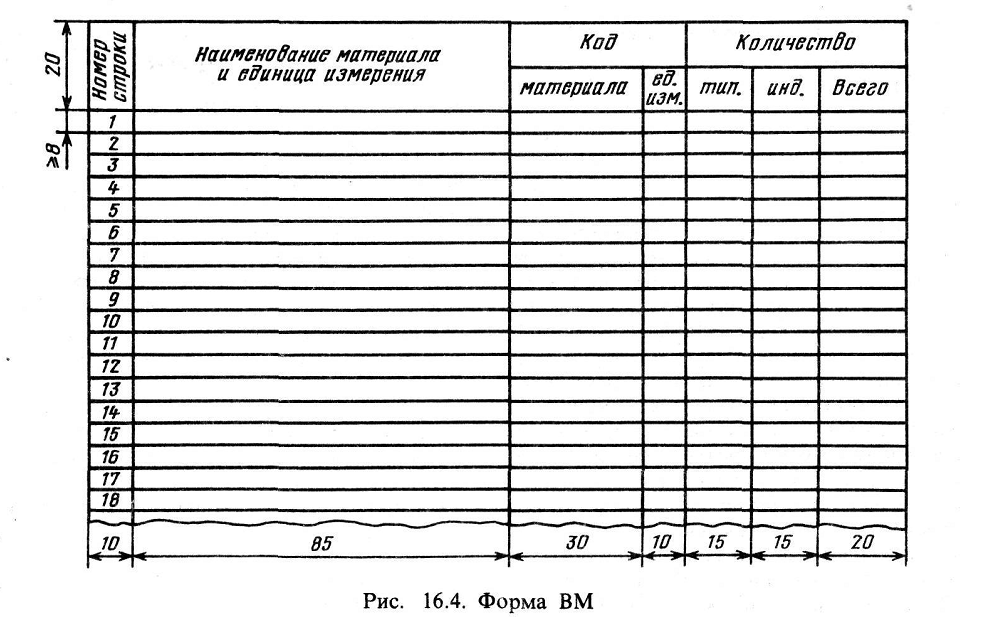 Номер
строки
Наименование материала
и единица измерения
Код
Количество
материала
ед.
изм.
тип.
инд.
Всего
20
≥8
1
2
3
4
5
6
7
8
9
10
11
12
13
14
15
16
17
18
10
85
30
10
15
15
20
Рис. 16.4. Форма ВМ